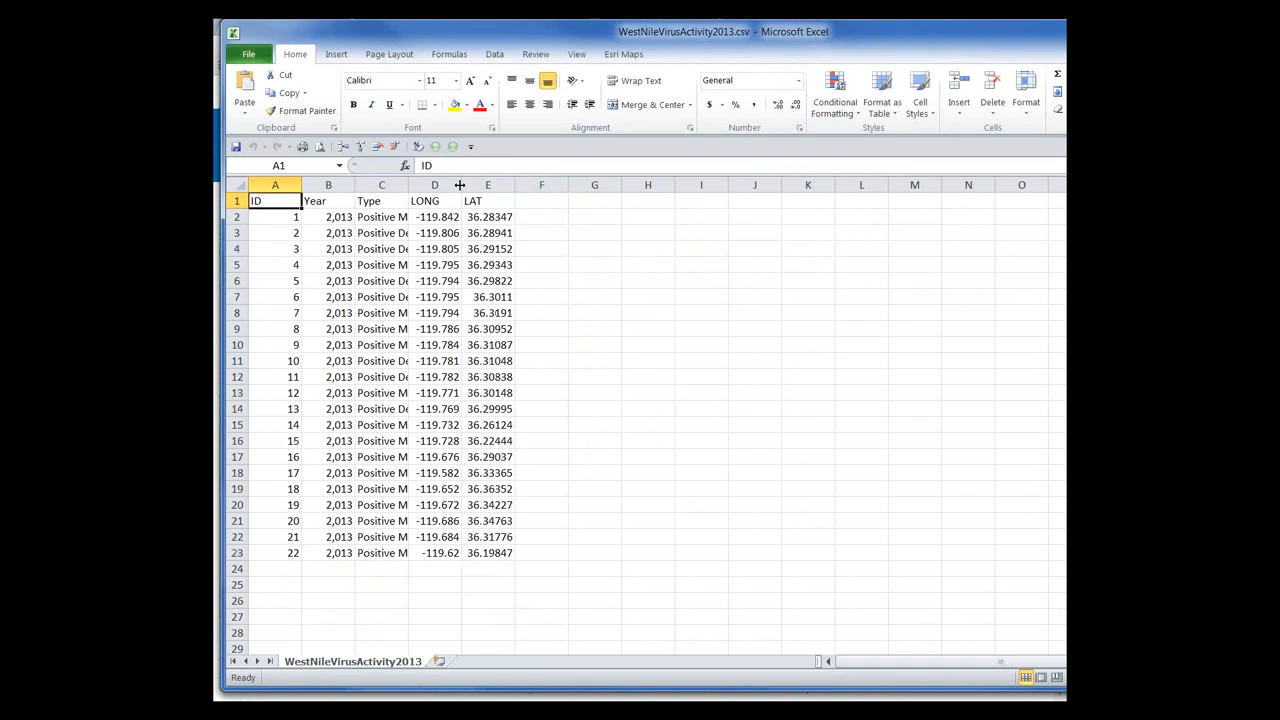 WestNileVirusActivity2013.csv - Microsoft Excel
File Home Insert Page Layout Formulas Data Review View Esri Maps
Paste
Cut
Copy
Format Painter
Clipboard
Calibri 11
B I U A
Font
Wrap Text
Merge & Center
Alignment
General
$ % ,
Number
Conditional Formatting
Format as Table
Cell Styles
Styles
Insert Delete Format
Cells
Σ
A1 fx ID
A B C D E F G H I J K L M N O
1 ID Year Type LONG LAT
2 1 2,013 Positive M -119.842 36.28347
3 2 2,013 Positive De -119.806 36.28941
4 3 2,013 Positive M -119.805 36.29152
5 4 2,013 Positive M -119.795 36.29343
6 5 2,013 Positive De -119.794 36.29822
7 6 2,013 Positive De -119.795 36.3011
8 7 2,013 Positive M -119.794 36.3191
9 8 2,013 Positive M -119.786 36.30952
10 9 2,013 Positive M -119.784 36.31087
11 10 2,013 Positive De -119.781 36.31048
12 11 2,013 Positive De -119.782 36.30838
13 12 2,013 Positive M -119.771 36.30148
14 13 2,013 Positive De -119.769 36.29995
15 14 2,013 Positive M -119.732 36.26124
16 15 2,013 Positive M -119.728 36.22444
17 16 2,013 Positive M -119.676 36.29037
18 17 2,013 Positive M -119.582 36.33365
19 18 2,013 Positive M -119.652 36.36352
20 19 2,013 Positive M -119.672 36.34227
21 20 2,013 Positive M -119.686 36.34763
22 21 2,013 Positive M -119.684 36.31776
23 22 2,013 Positive M -119.62 36.19847
24
25
26
27
28
29
WestNileVirusActivity2013
Ready